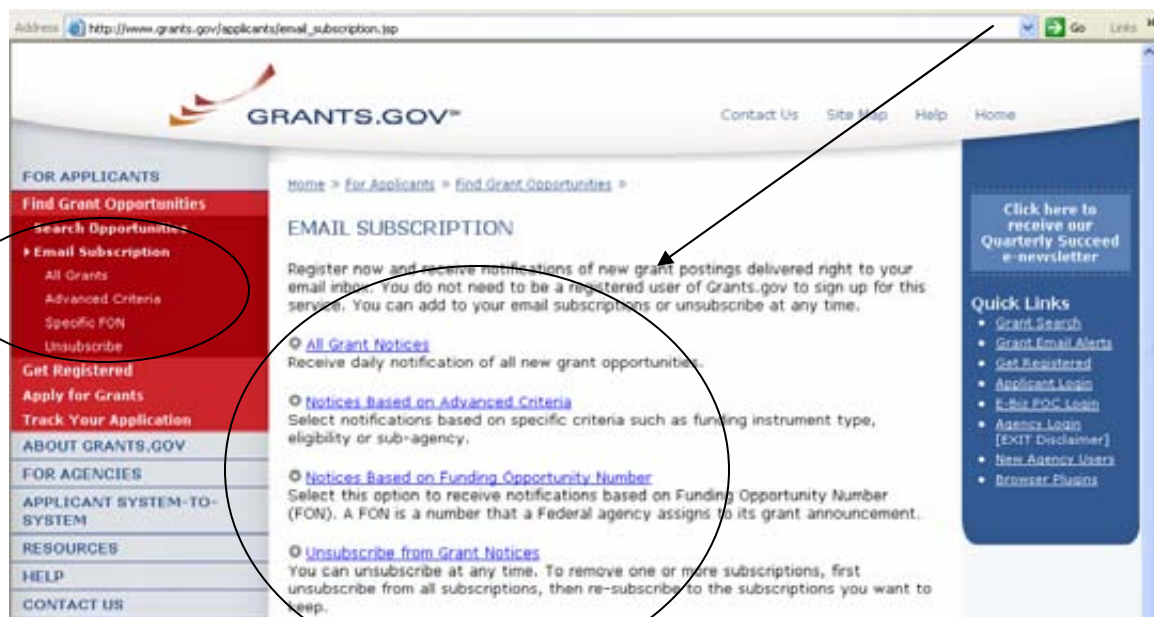 Address http://www.grants.gov/applicants/email_subscription.jsp Go Links
GRANTS.GOV℠
Contact Us Site Map Help Home
FOR APPLICANTS
Find Grant Opportunities
Search Opportunities
Email Subscription
All Grants
Advanced Criteria
Specific FON
Unsubscribe
Get Registered
Apply for Grants
Track Your Application
ABOUT GRANTS.GOV
FOR AGENCIES
APPLICANT SYSTEM-TO-
SYSTEM
RESOURCES
HELP
CONTACT US
Home > For Applicants > Find Grant Opportunities >
EMAIL SUBSCRIPTION
Register now and receive notifications of new grant postings delivered right to your
email inbox. You do not need to be a registered user of Grants.gov to sign up for this
service. You can add to your email subscriptions or unsubscribe at any time.
All Grant Notices
Receive daily notification of all new grant opportunities.
Notices Based on Advanced Criteria
Select notifications based on specific criteria such as funding instrument type,
eligibility or sub-agency.
Notices Based on Funding Opportunity Number
Select this option to receive notifications based on Funding Opportunity Number
(FON). A FON is a number that a Federal agency assigns to its grant announcement.
Unsubscribe from Grant Notices
You can unsubscribe at any time. To remove one or more subscriptions, first
unsubscribe from all subscriptions, then re-subscribe to the subscriptions you want to
keep.
Click here to
receive our
Quarterly Succeed
e-newsletter
Quick Links
Grant Search
Grant Email Alerts
Get Registered
Applicant Login
E-Biz POC Login
Agency Login
[EXIT Disclaimer]
New Agency Users
Browser Plugins